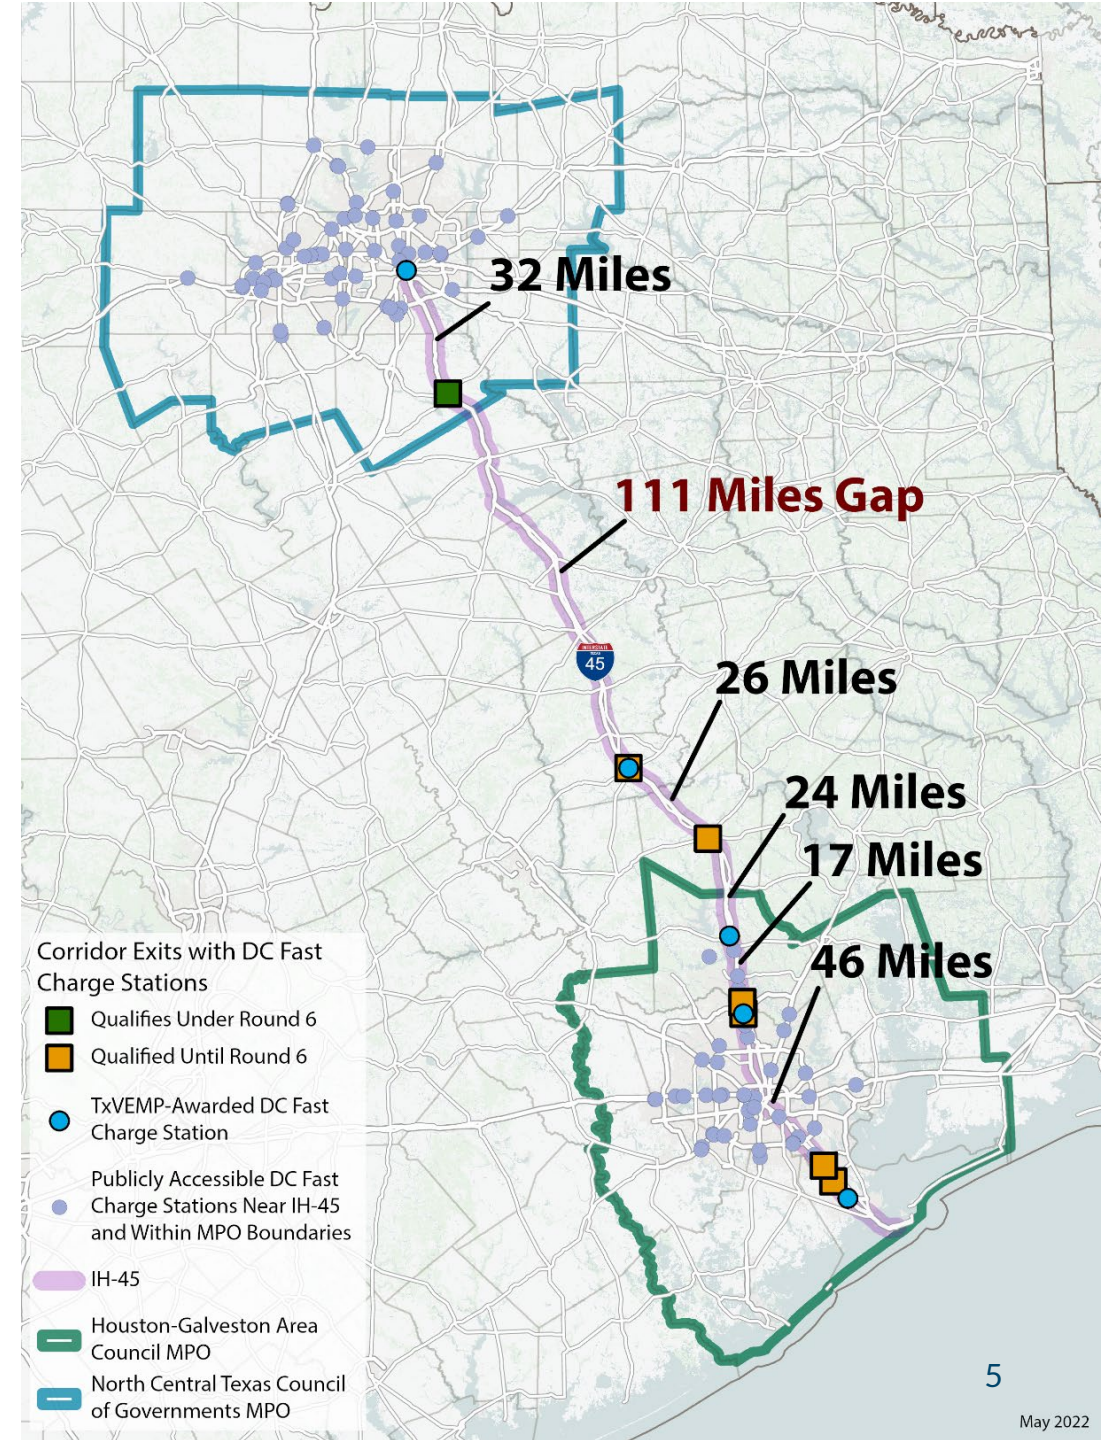 32 Miles
111 Miles Gap
INTERSTATE
TEXAS
45
26 Miles
24 Miles
17 Miles
46 Miles
Corridor Exits with DC Fast
Charge Stations
Qualifies Under Round 6
Qualified Until Round 6
TxVEMP-Awarded DC Fast
Charge Station
Publicly Accessible DC Fast
Charge Stations Near IH-45
and Within MPO Boundaries
IH-45
Houston-Galveston Area
Council MPO
North Central Texas Council
of Governments MPO
5
May 2022